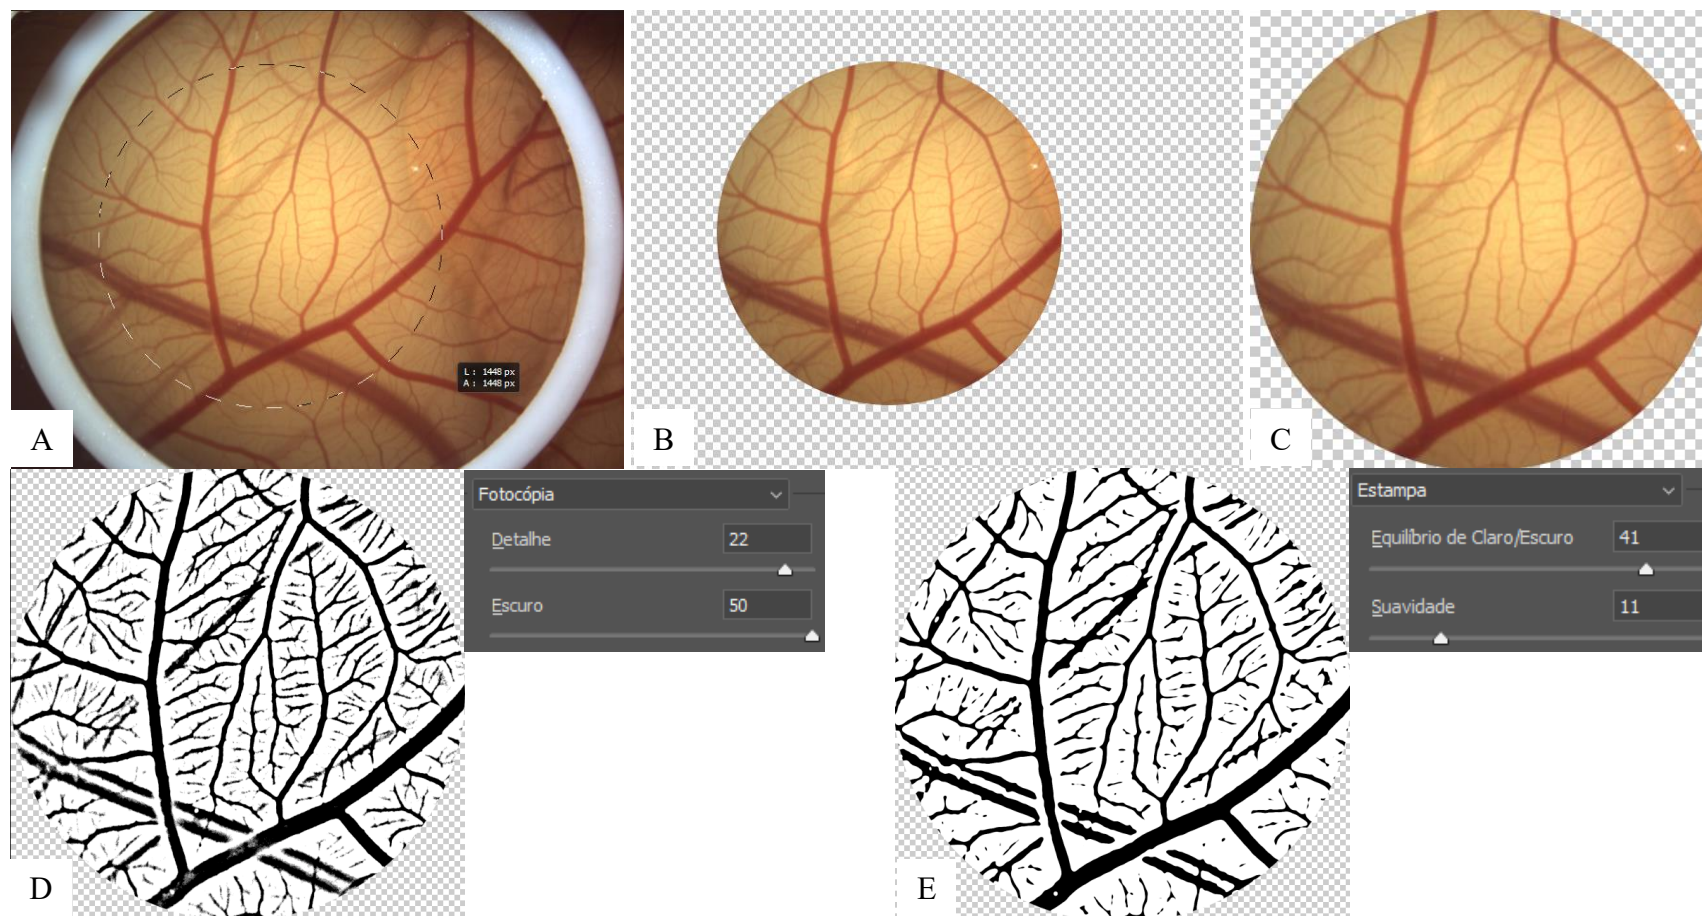 L : 1448 px
A : 1448 px
A
B
C
Fotocópia
Detalhe
22
Escuro
50
D
Estampa
Equilíbrio de Claro/Escuro
41
Suavidade
11
E